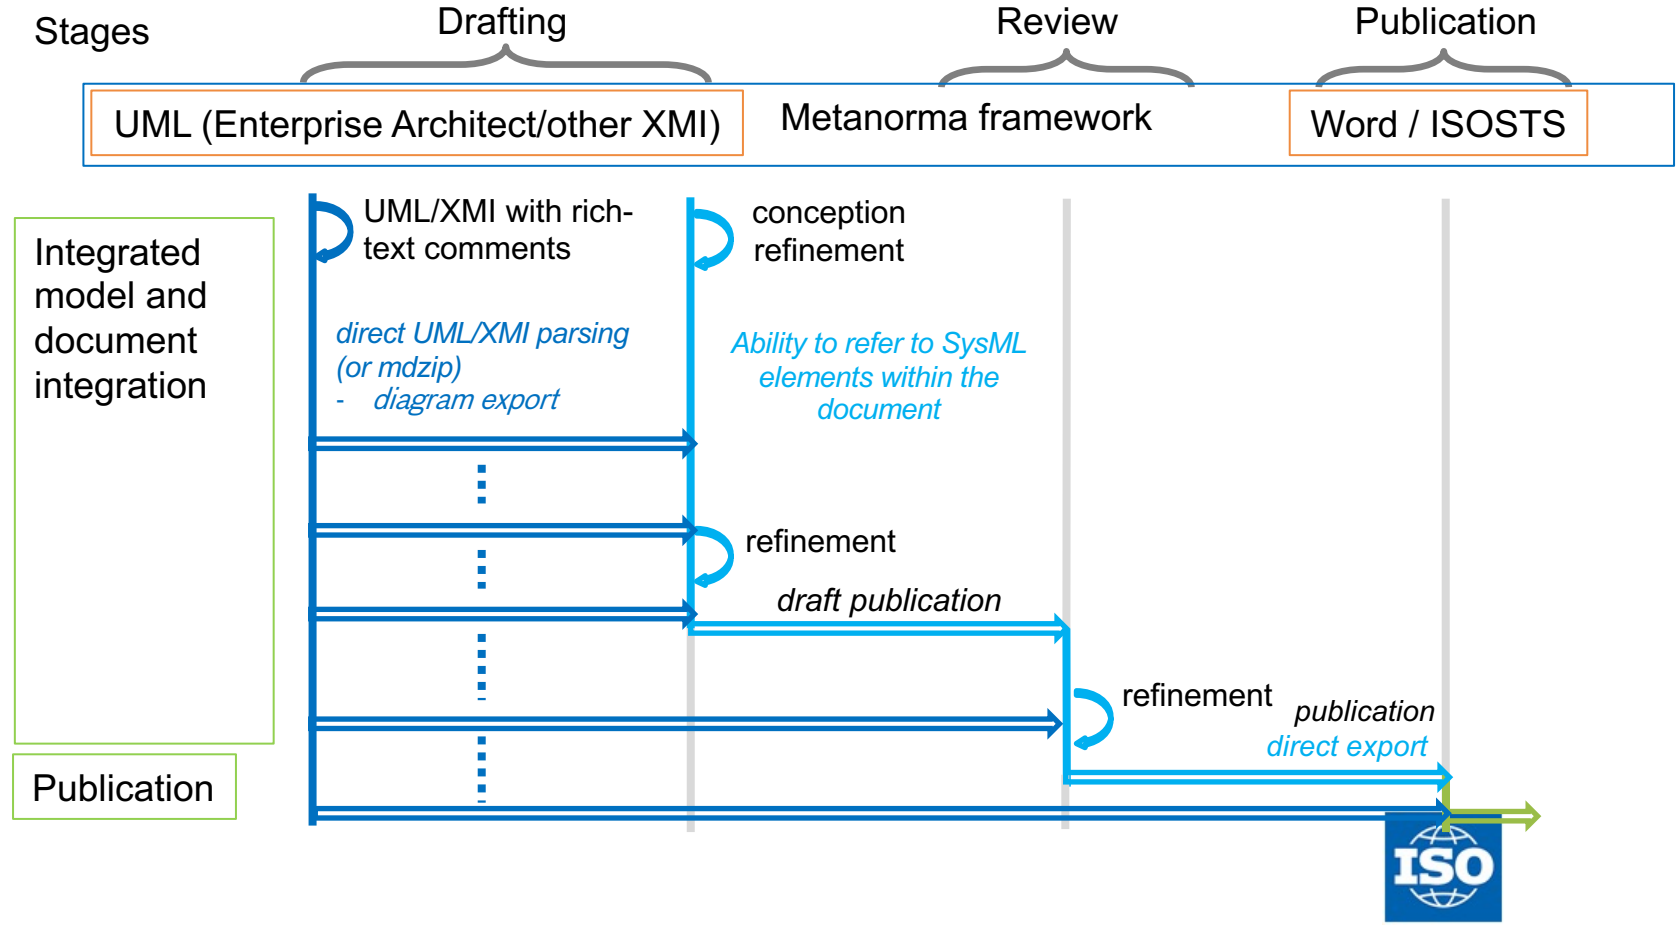 Stages
Drafting
Review
Publication
UML (Enterprise Architect/other XMI)
Metanorma framework
Word / ISOSTS
Integrated
model and
document
integration
UML/XMI with rich-
text comments
conception
refinement
direct UML/XMI parsing
(or mdzip)
- diagram export
Ability to refer to SysML
elements within the
document
refinement
draft publication
refinement
publication
direct export
Publication
ISO